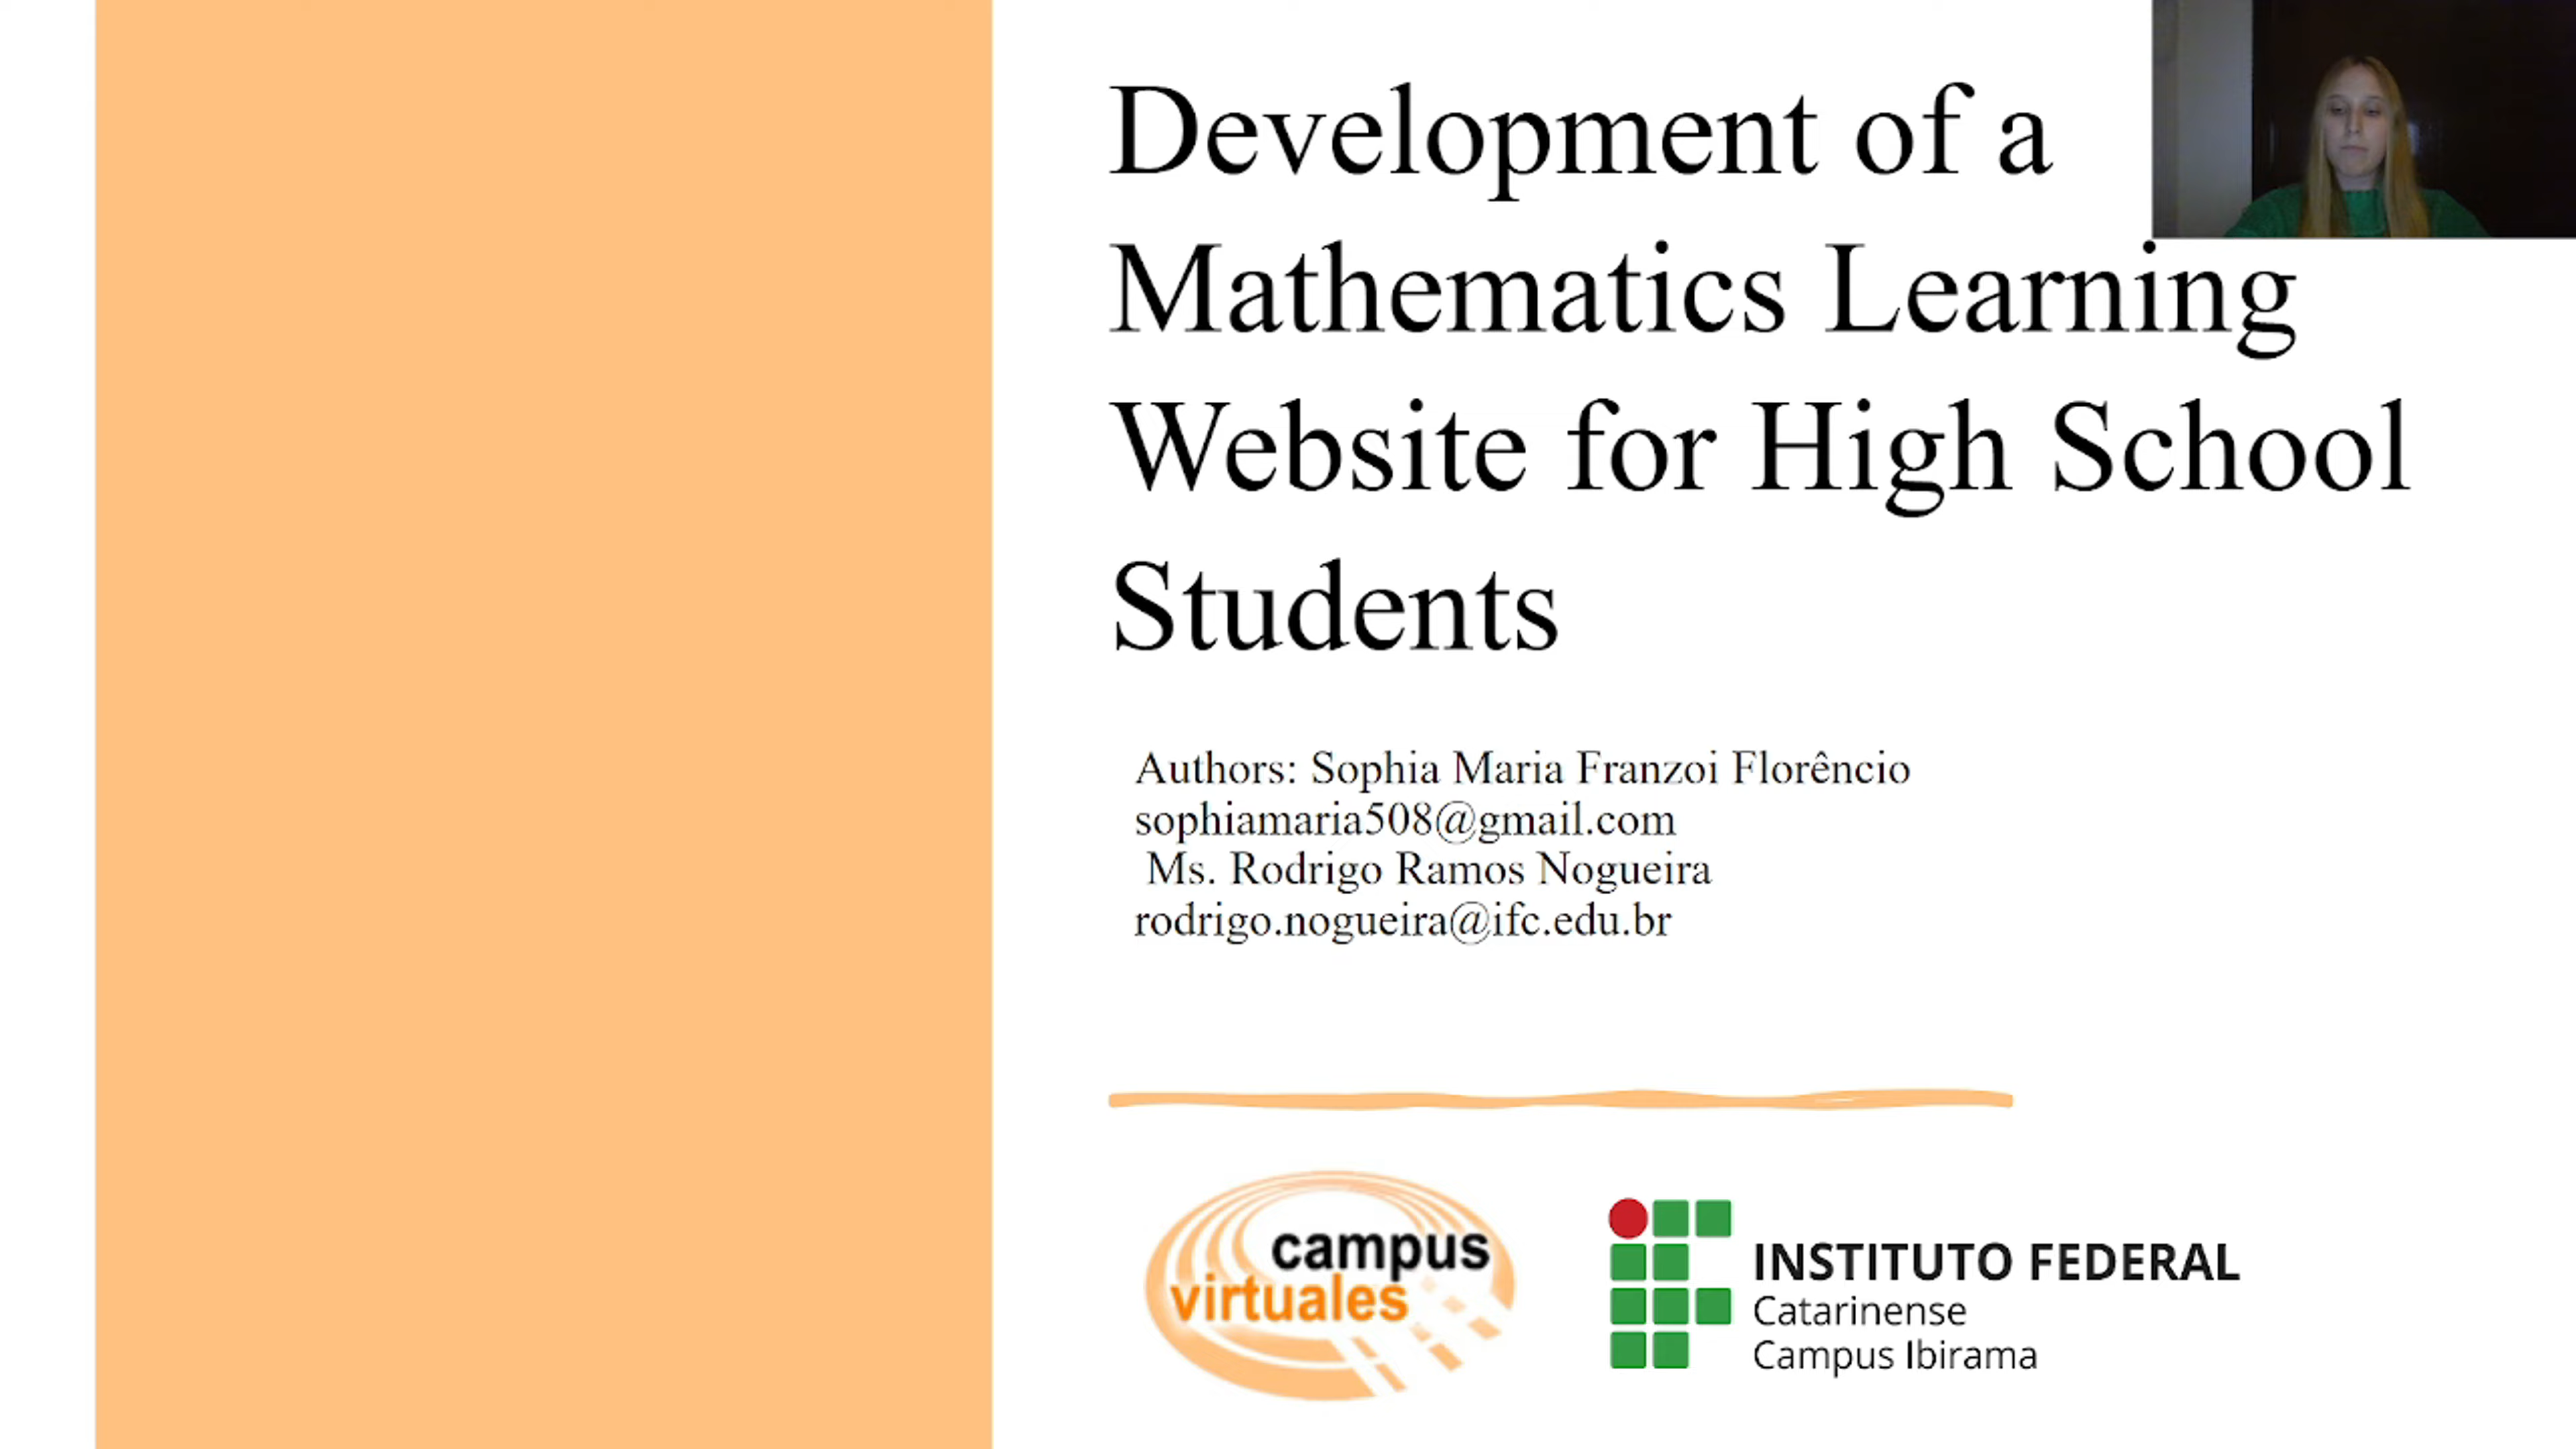 Development of a
Mathematics Learning
Website for High School
Students
Authors: Sophia Maria Franzoi Florêncio
sophiamaria508@gmail.com
Ms. Rodrigo Ramos Nogueira
rodrigo.nogueira@ifc.edu.br
campus
virtuales
INSTITUTO FEDERAL
Catarinense
Campus Ibirama